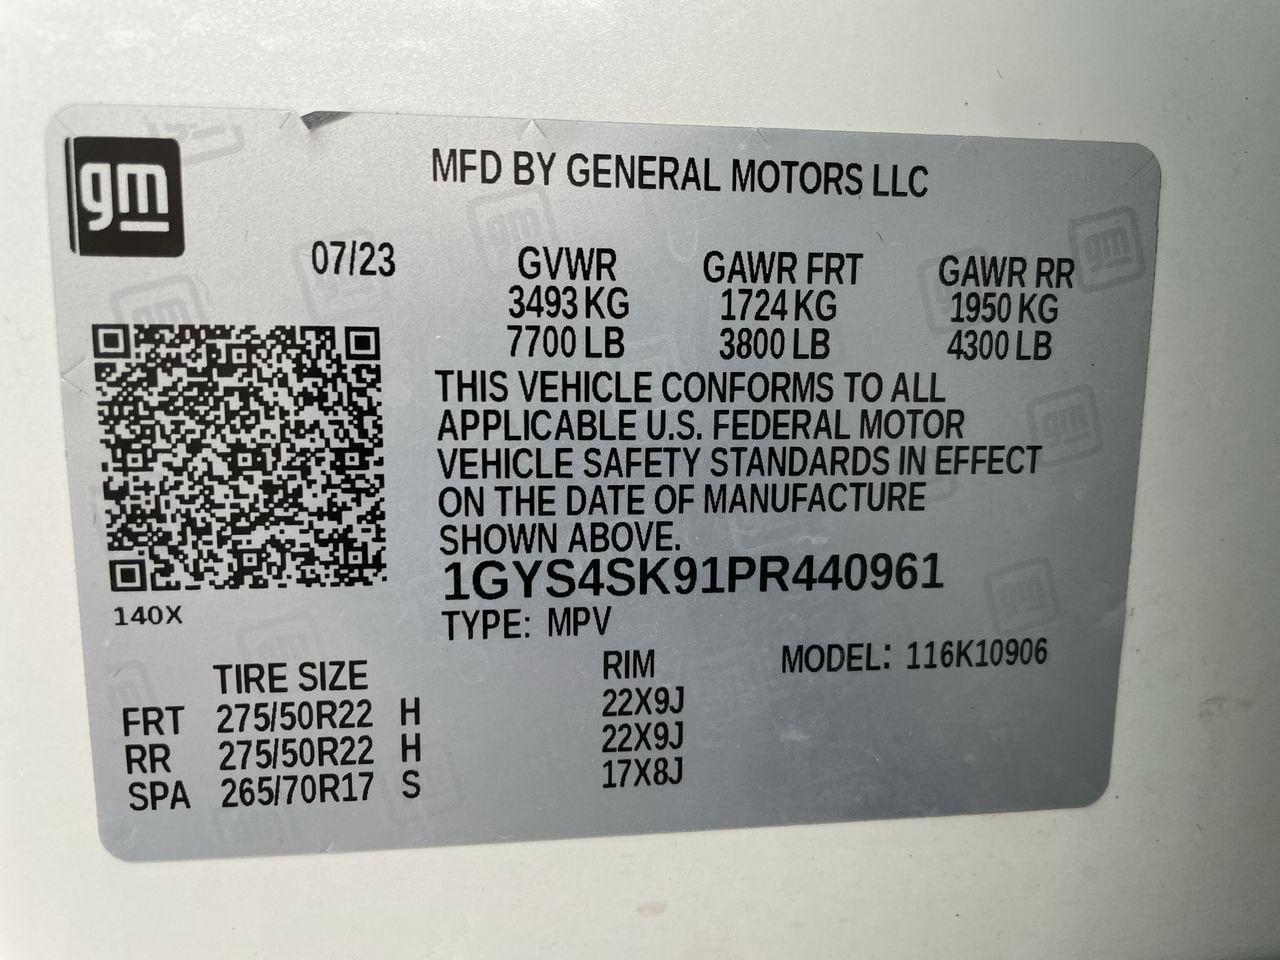 gm
MFD BY GENERAL MOTORS LLC
07/23 GVWR GAWR FRT GAWR RR
3493 KG 1724 KG 1950 KG
7700 LB 3800 LB 4300 LB
THIS VEHICLE CONFORMS TO ALL
APPLICABLE U.S. FEDERAL MOTOR
VEHICLE SAFETY STANDARDS IN EFFECT
ON THE DATE OF MANUFACTURE
SHOWN ABOVE.
1GYS4SK91PR440961
140X
TYPE: MPV
TIRE SIZE RIM MODEL: 116K10906
FRT 275/50R22 H 22X9J
RR 275/50R22 H 22X9J
SPA 265/70R17 S 17X8J